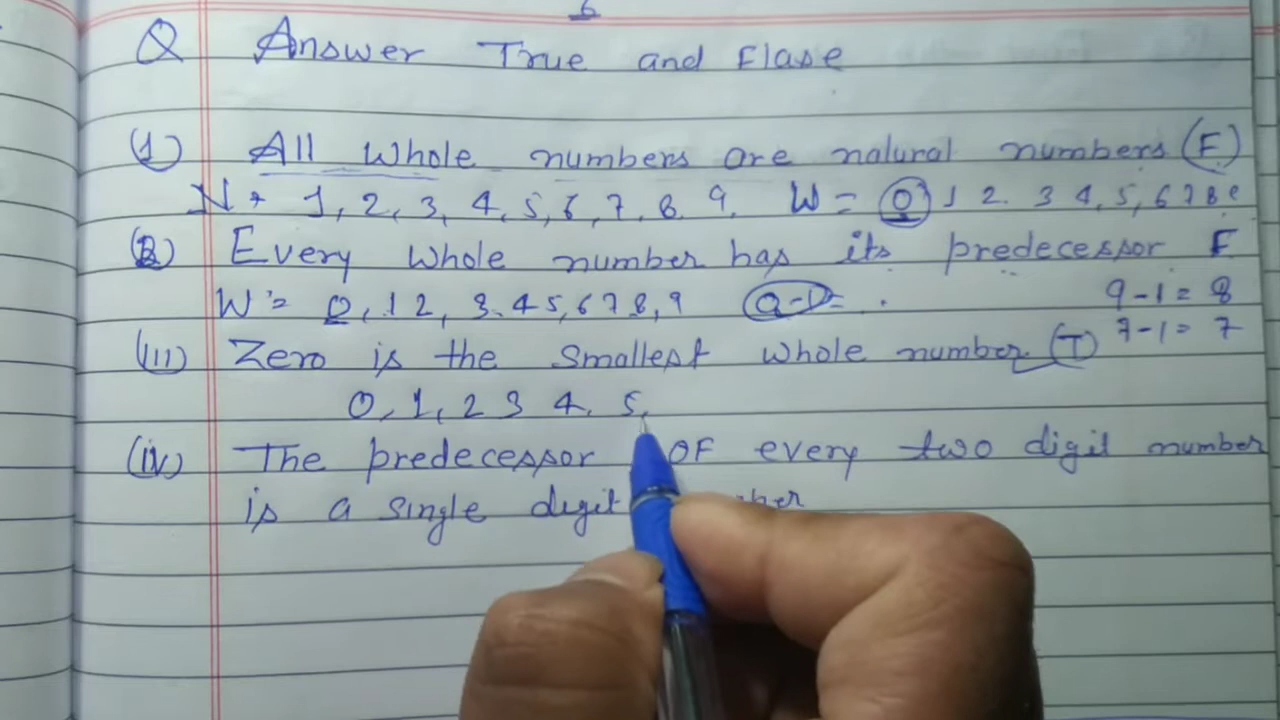 6
Q Answer True and Flase
(1) All Whole numbers are natural numbers (F)
N = 1, 2, 3, 4, 5, 6, 7, 8. 9. W = 0 1 2. 3 4, 5, 6 7 8 9
(2) Every Whole number has its predecessor F
W = 0, 1 2, 3. 4 5, 6 7 8, 9 0-1= . 9-1= 8
7-1= 7
(III) Zero is the smallest whole number (T)
0, 1, 2 3 4. 5,
(iv) The predecessor OF every two digit number
is a single digit